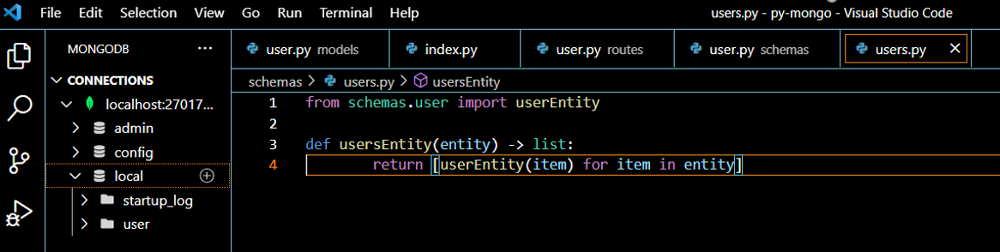 File Edit Selection View Go Run Terminal Help users.py - py-mongo - Visual Studio Code
MONGODB ...
user.py models index.py user.py routes user.py schemas users.py
CONNECTIONS
localhost:27017...
admin
config
local
startup_log
user
schemas > users.py > usersEntity
1 from schemas.user import userEntity
2
3 def usersEntity(entity) -> list:
4 return [userEntity(item) for item in entity]